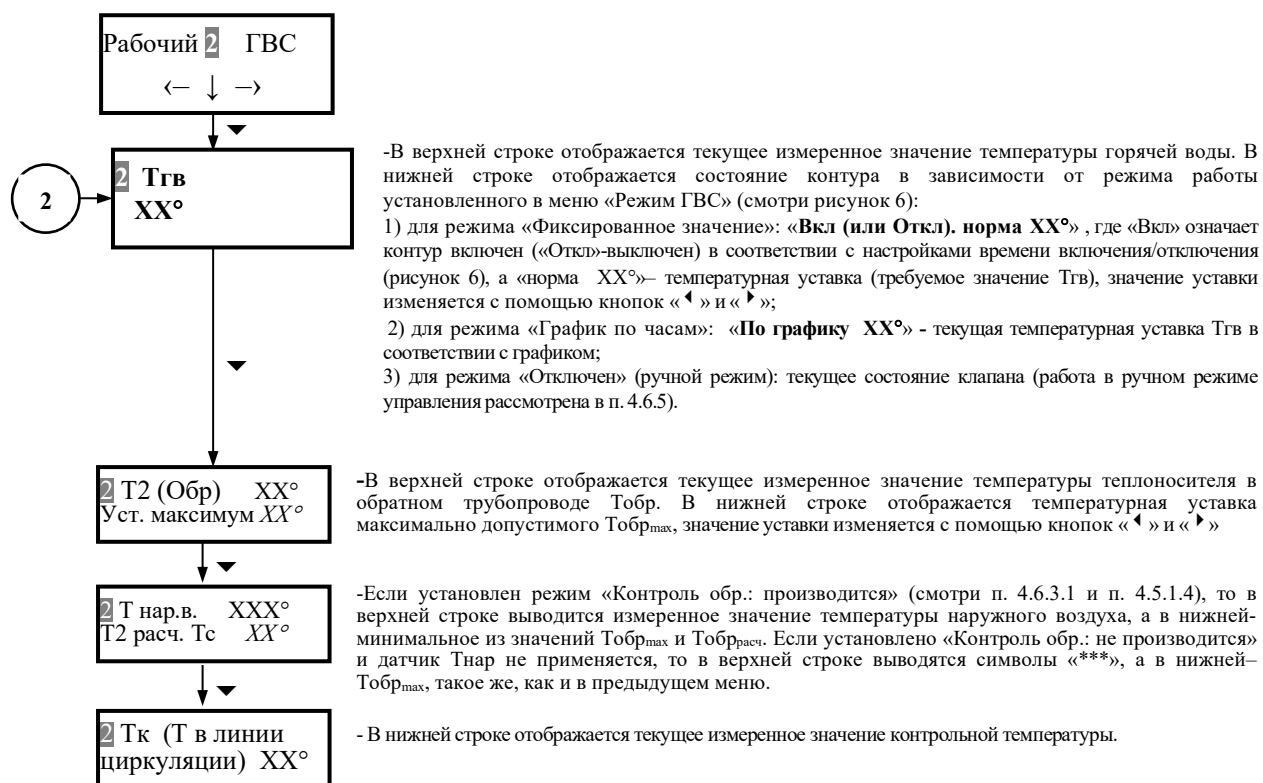 Рабочий 2 ГВС
‹– ↓ –›
2 Тгв
ХХ°
2
-В верхней строке отображается текущее измеренное значение температуры горячей воды. В
нижней строке отображается состояние контура в зависимости от режима работы
установленного в меню «Режим ГВС» (смотри рисунок 6):
1) для режима «Фиксированное значение»: «Вкл (или Откл). норма ХХ°» , где «Вкл» означает
контур включен («Откл»-выключен) в соответствии с настройками времени включения/отключения
(рисунок 6), а «норма ХХ°»– температурная уставка (требуемое значение Тгв), значение уставки
изменяется с помощью кнопок «◂» и «▸»;
2) для режима «График по часам»: «По графику ХХ°» - текущая температурная уставка Тгв в
соответствии с графиком;
3) для режима «Отключен» (ручной режим): текущее состояние клапана (работа в ручном режиме
управления рассмотрена в п. 4.6.5).
2 Т2 (Обр) ХХ°
Уст. максимум ХХ°
-В верхней строке отображается текущее измеренное значение температуры теплоносителя в
обратном трубопроводе Тобр. В нижней строке отображается температурная уставка
максимально допустимого Тобрmax, значение уставки изменяется с помощью кнопок «◂» и «▸»
2 Т нар.в. ХХХ°
Т2 расч. Тс ХХ°
-Если установлен режим «Контроль обр.: производится» (смотри п. 4.6.3.1 и п. 4.5.1.4), то в
верхней строке выводится измеренное значение температуры наружного воздуха, а в нижней-
минимальное из значений Тобрmax и Тобррасч. Если установлено «Контроль обр.: не производится»
и датчик Тнар не применяется, то в верхней строке выводятся символы «***», а в нижней–
Тобрmax, такое же, как и в предыдущем меню.
2 Тк (Т в линии
циркуляции) ХХ°
- В нижней строке отображается текущее измеренное значение контрольной температуры.